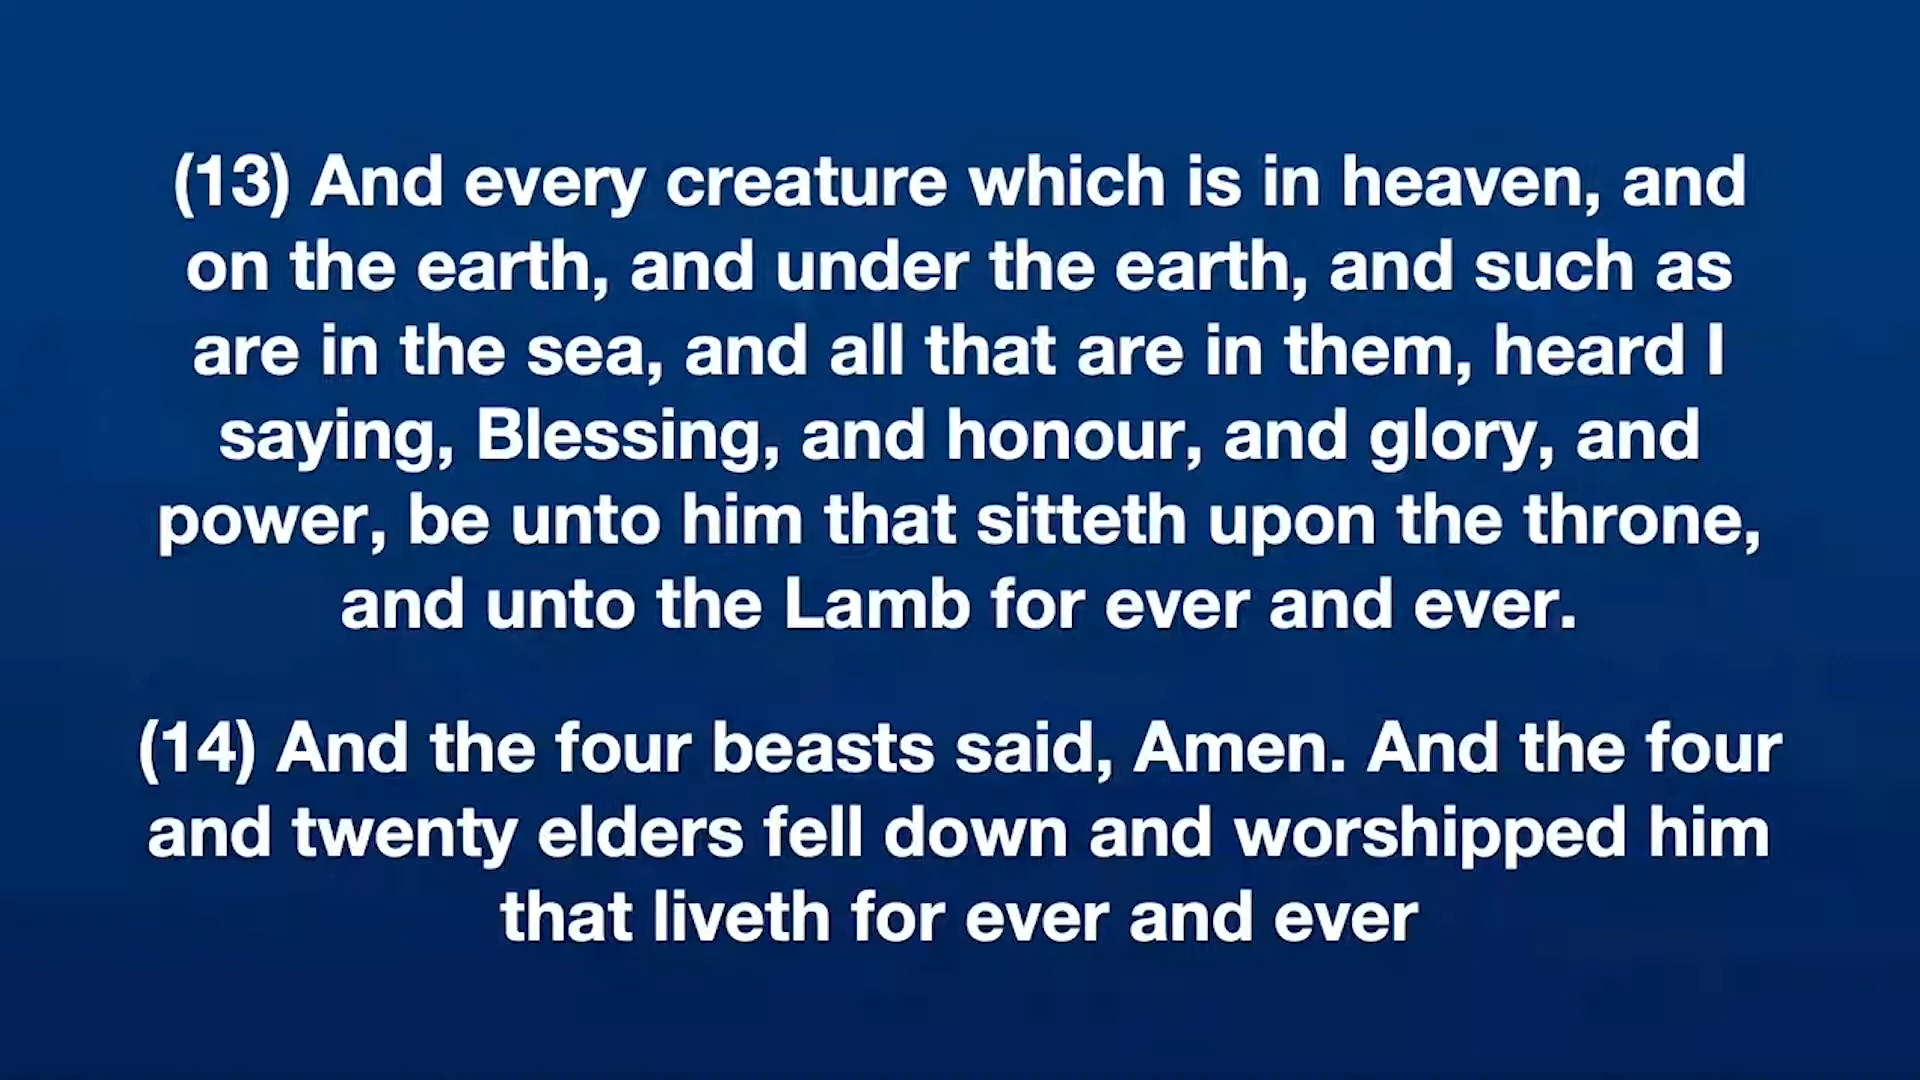 (13) And every creature which is in heaven, and
on the earth, and under the earth, and such as
are in the sea, and all that are in them, heard I
saying, Blessing, and honour, and glory, and
power, be unto him that sitteth upon the throne,
and unto the Lamb for ever and ever.
(14) And the four beasts said, Amen. And the four
and twenty elders fell down and worshipped him
that liveth for ever and ever